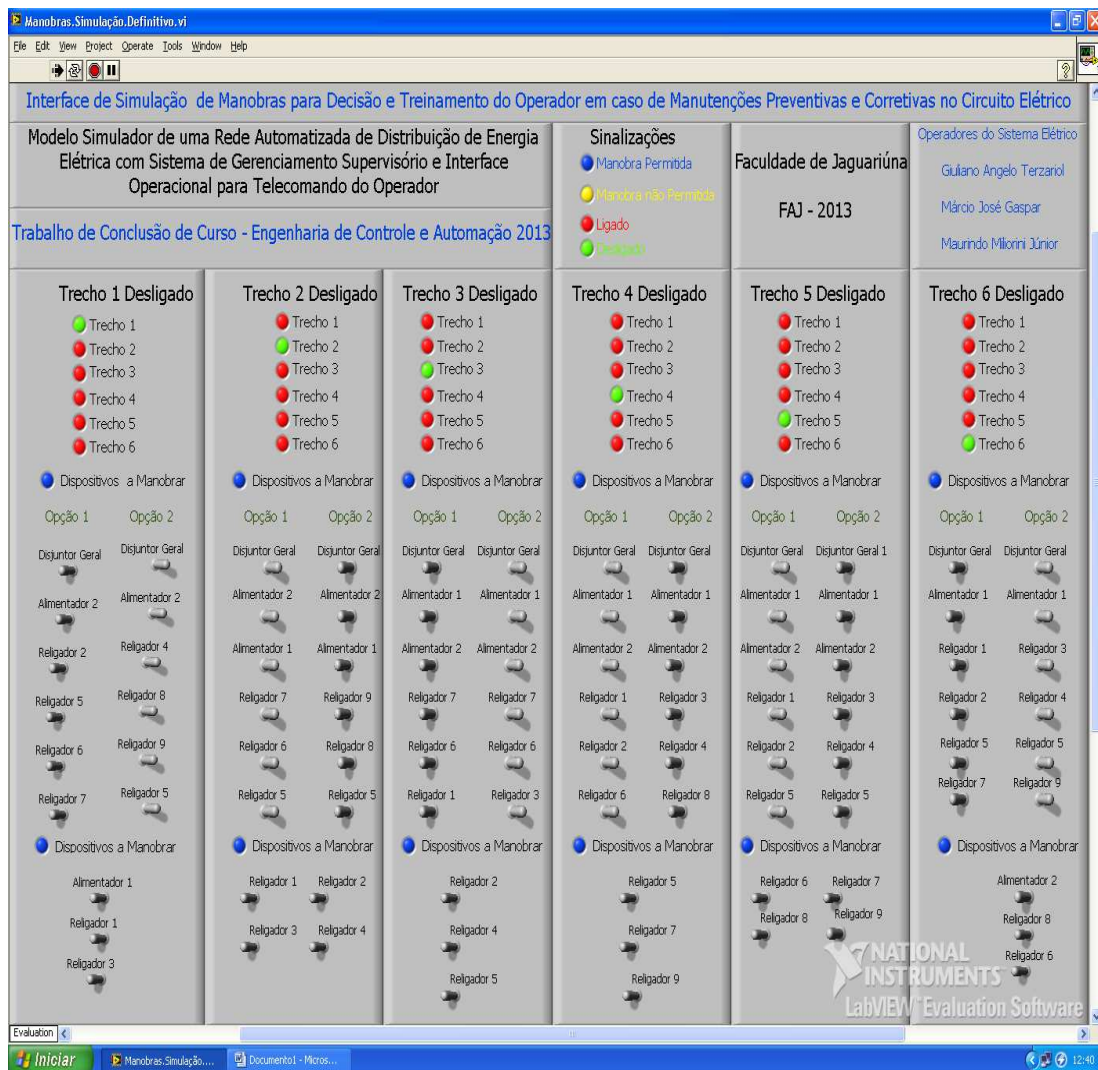 Manobras.Simulação.Definitivo.vi
File Edit View Project Operate Tools Window Help
Interface de Simulação de Manobras para Decisão e Treinamento do Operador em caso de Manutenções Preventivas e Corretivas no Circuito Elétrico
Modelo Simulador de uma Rede Automatizada de Distribuição de Energia
Elétrica com Sistema de Gerenciamento Supervisório e Interface
Operacional para Telecomando do Operador
Trabalho de Conclusão de Curso - Engenharia de Controle e Automação 2013
Sinalizações
Manobra Permitida
Manobra não Permitida
Ligado
Desligado
Faculdade de Jaguariúna
FAJ - 2013
Operadores do Sistema Elétrico
Giuliano Angelo Terzariol
Márcio José Gaspar
Maurindo Miliorini Júnior
Trecho 1 Desligado
Trecho 1
Trecho 2
Trecho 3
Trecho 4
Trecho 5
Trecho 6
Dispositivos a Manobrar
Opção 1 Opção 2
Disjuntor Geral Disjuntor Geral
Alimentador 2 Alimentador 2
Religador 2 Religador 4
Religador 5 Religador 8
Religador 6 Religador 9
Religador 7 Religador 5
Dispositivos a Manobrar
Alimentador 1
Religador 1
Religador 3
Trecho 2 Desligado
Trecho 1
Trecho 2
Trecho 3
Trecho 4
Trecho 5
Trecho 6
Dispositivos a Manobrar
Opção 1 Opção 2
Disjuntor Geral Disjuntor Geral
Alimentador 2 Alimentador 2
Alimentador 1 Alimentador 1
Religador 7 Religador 9
Religador 6 Religador 8
Religador 5 Religador 5
Dispositivos a Manobrar
Religador 1 Religador 2
Religador 3 Religador 4
Trecho 3 Desligado
Trecho 1
Trecho 2
Trecho 3
Trecho 4
Trecho 5
Trecho 6
Dispositivos a Manobrar
Opção 1 Opção 2
Disjuntor Geral Disjuntor Geral
Alimentador 1 Alimentador 1
Alimentador 2 Alimentador 2
Religador 7 Religador 7
Religador 6 Religador 6
Religador 1 Religador 3
Dispositivos a Manobrar
Religador 2
Religador 4
Religador 5
Trecho 4 Desligado
Trecho 1
Trecho 2
Trecho 3
Trecho 4
Trecho 5
Trecho 6
Dispositivos a Manobrar
Opção 1 Opção 2
Disjuntor Geral Disjuntor Geral
Alimentador 1 Alimentador 1
Alimentador 2 Alimentador 2
Religador 1 Religador 3
Religador 2 Religador 4
Religador 6 Religador 8
Dispositivos a Manobrar
Religador 5
Religador 7
Religador 9
Trecho 5 Desligado
Trecho 1
Trecho 2
Trecho 3
Trecho 4
Trecho 5
Trecho 6
Dispositivos a Manobrar
Opção 1 Opção 2
Disjuntor Geral Disjuntor Geral 1
Alimentador 1 Alimentador 1
Alimentador 2 Alimentador 2
Religador 1 Religador 3
Religador 2 Religador 4
Religador 5 Religador 5
Dispositivos a Manobrar
Religador 6 Religador 7
Religador 8 Religador 9
Trecho 6 Desligado
Trecho 1
Trecho 2
Trecho 3
Trecho 4
Trecho 5
Trecho 6
Dispositivos a Manobrar
Opção 1 Opção 2
Disjuntor Geral Disjuntor Geral
Alimentador 1 Alimentador 1
Religador 1 Religador 3
Religador 2 Religador 4
Religador 5 Religador 5
Religador 7 Religador 9
Dispositivos a Manobrar
Alimentador 2
Religador 8
Religador 6
NATIONAL
INSTRUMENTS
LabVIEW Evaluation Software
Evaluation
Iniciar Manobras.Simulação.... Documento1 - Micros... 12:40